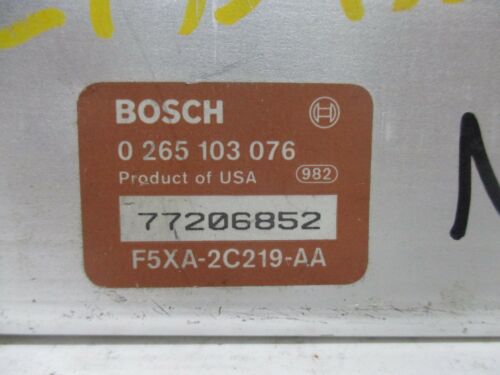 BOSCH
0 265 103 076
Product of USA 982
77206852
F5XA-2C219-AA
N